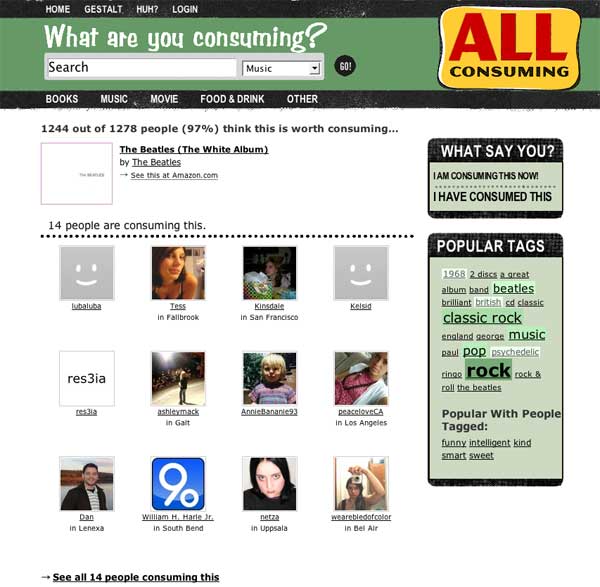 HOME GESTALT HUH? LOGIN
What are you consuming?
Search Music GO!
ALL
CONSUMING
BOOKS MUSIC MOVIE FOOD & DRINK OTHER
1244 out of 1278 people (97%) think this is worth consuming...
THE BEATLES
The Beatles (The White Album)
by The Beatles
→ See this at Amazon.com
14 people are consuming this.
lubaluba Tess Kinsdale Kelsid
in Fallbrook in San Francisco
res3ia
res3ia ashleymack AnnieBananie93 peaceloveCA
in Galt in Los Angeles
90
Dan William H. Harle Jr. netza wearebledofcolor
in Lenexa in South Bend in Uppsala in Bel Air
→ See all 14 people consuming this
WHAT SAY YOU?
I AM CONSUMING THIS NOW!
I HAVE CONSUMED THIS
POPULAR TAGS
1968 2 discs a great
album band beatles
brilliant british cd classic
classic rock
england george music
paul pop psychedelic
ringo rock rock &
roll the beatles
Popular With People
Tagged:
funny intelligent kind
smart sweet